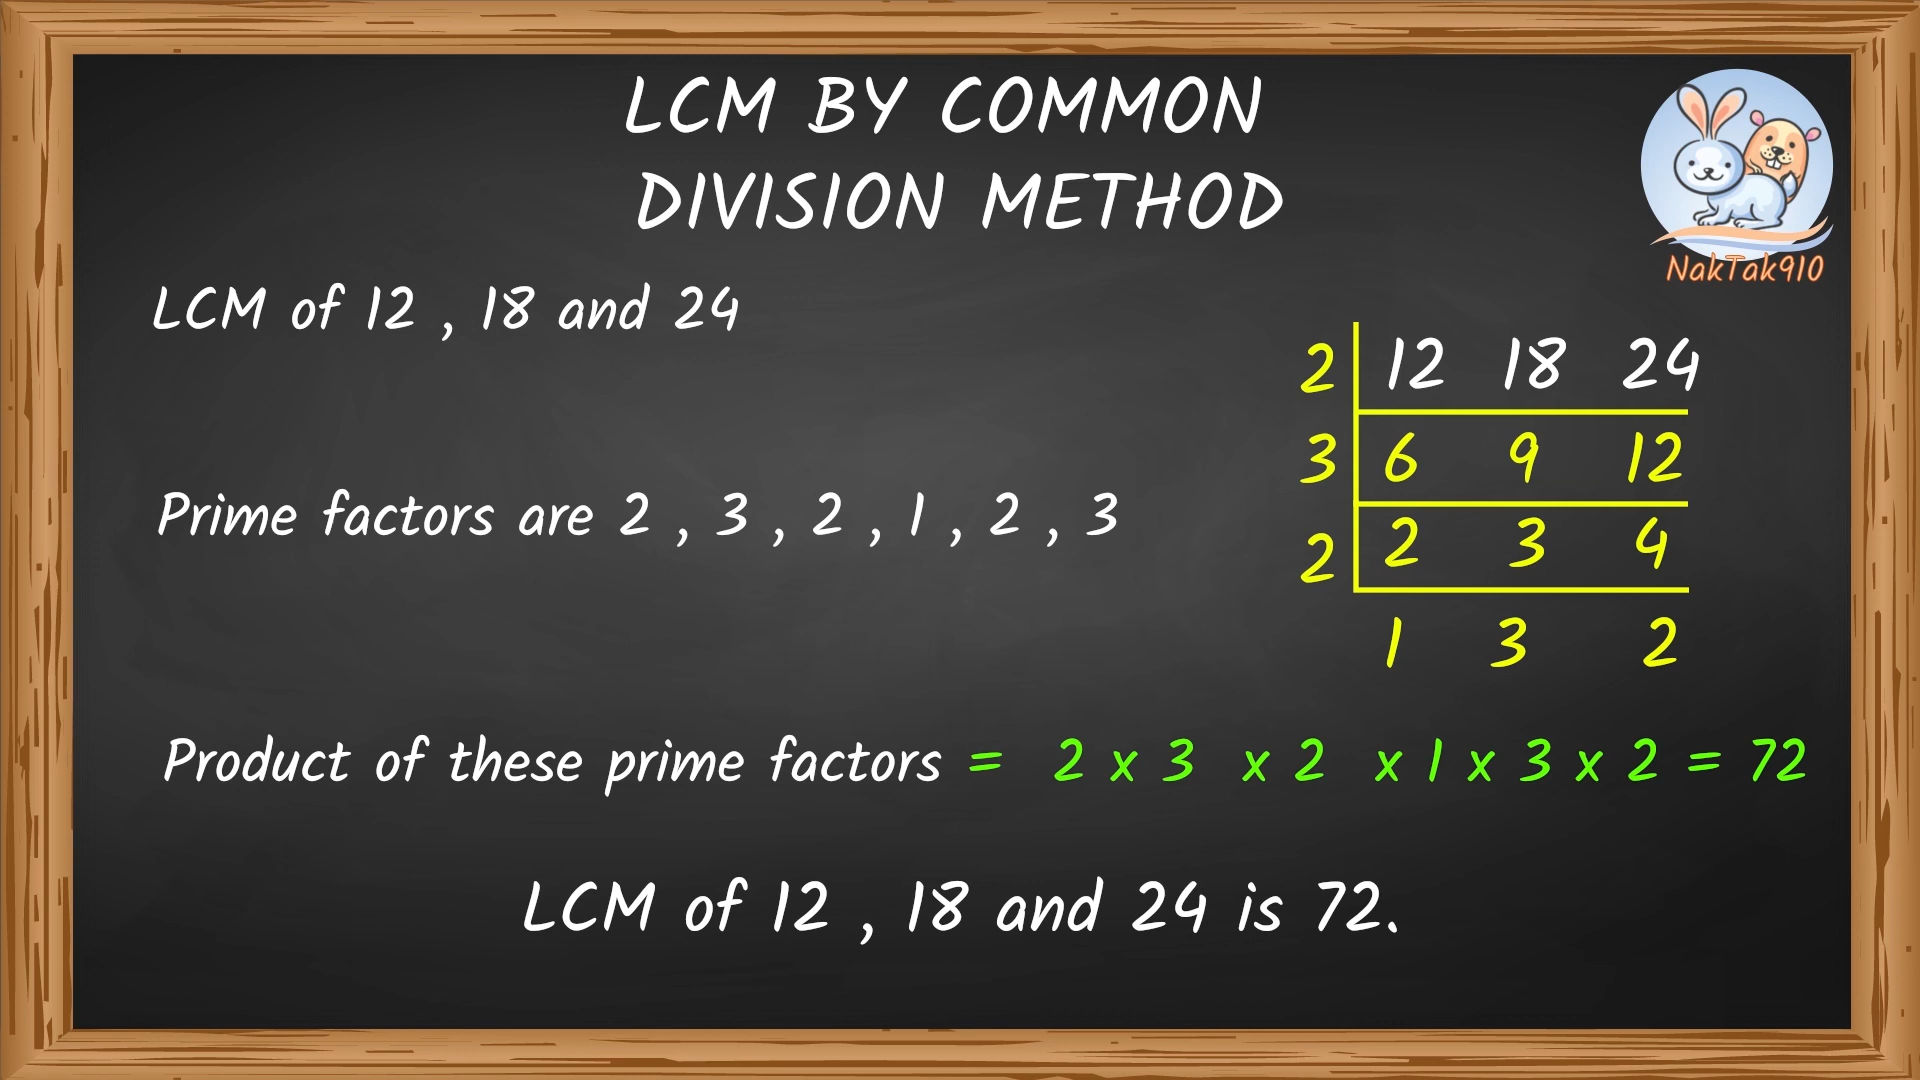 LCM BY COMMON
DIVISION METHOD
NakTak910
LCM of 12 , 18 and 24
2 12 18 24
3 6 9 12
2 2 3 4
1 3 2
Prime factors are 2 , 3 , 2 , 1 , 2 , 3
Product of these prime factors = 2 x 3 x 2 x 1 x 3 x 2 = 72
LCM of 12 , 18 and 24 is 72.